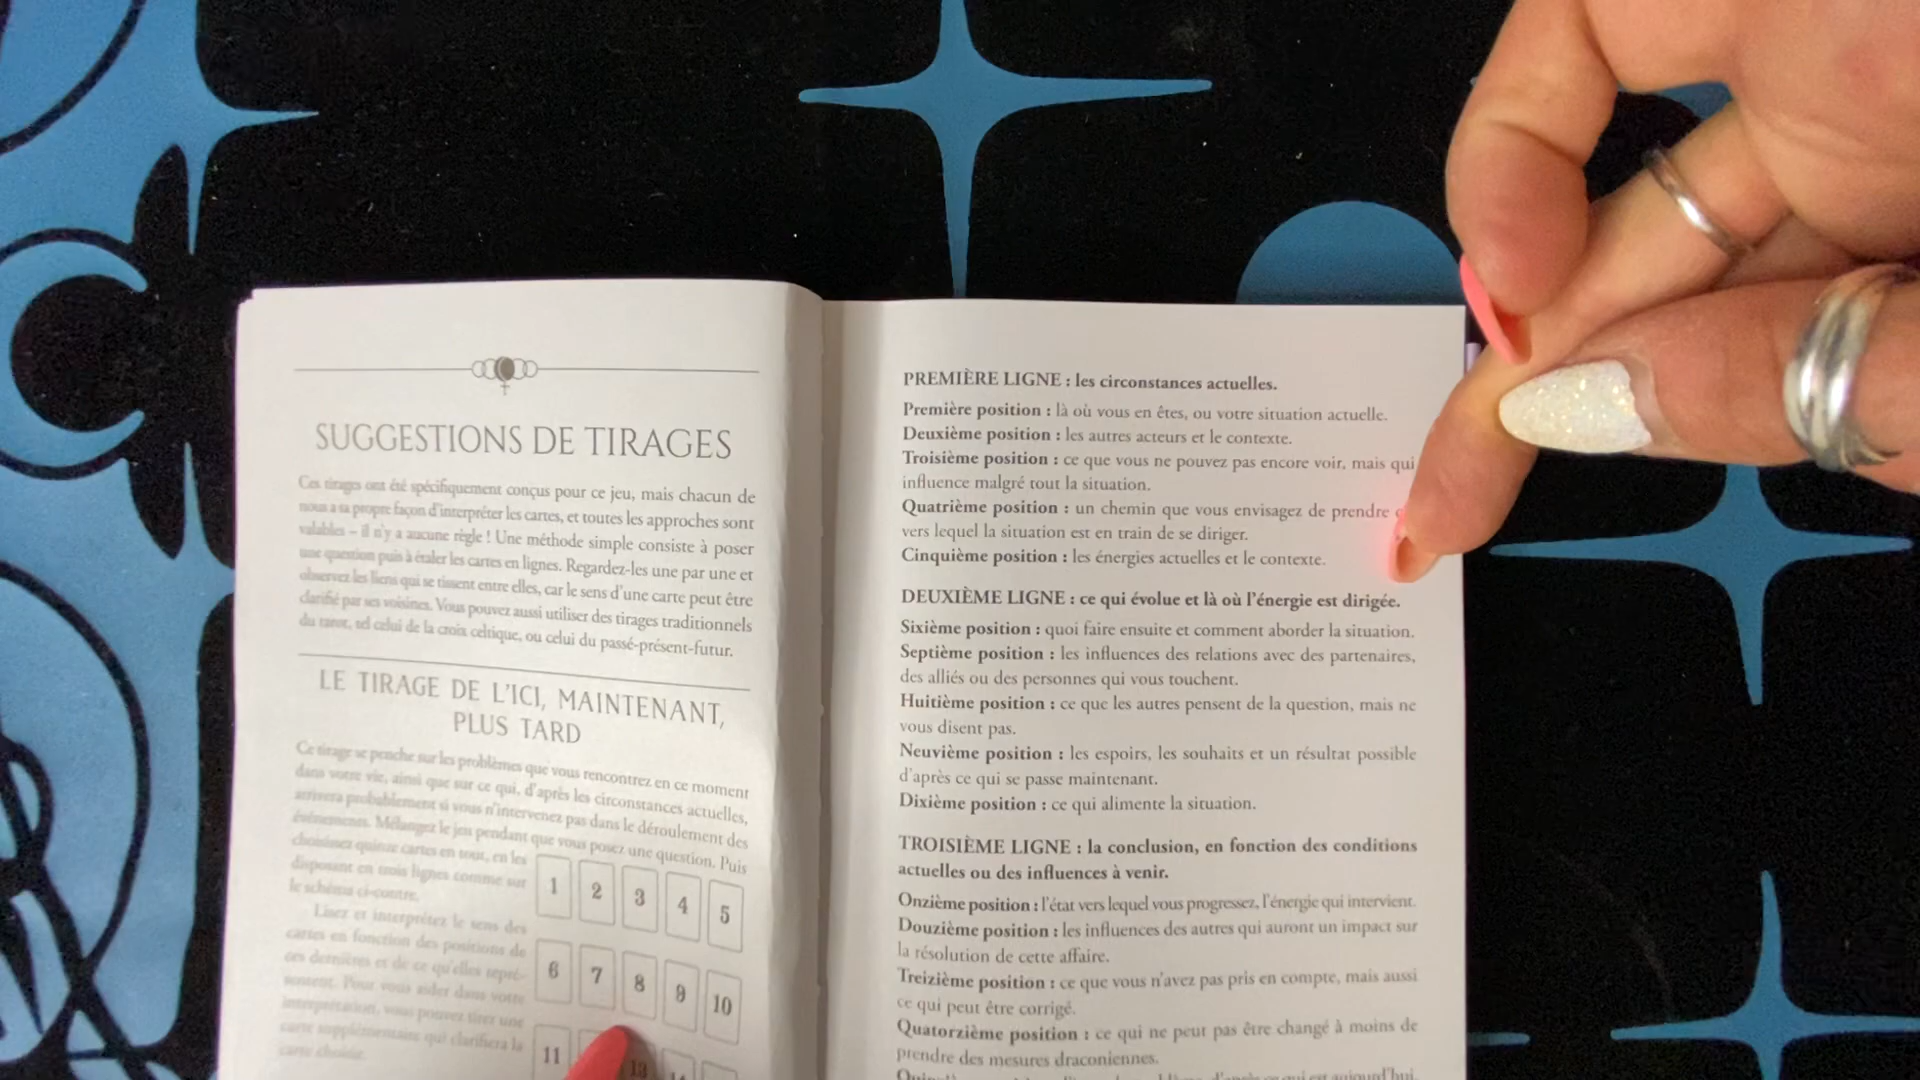 SUGGESTIONS DE TIRAGES
Ces tirages ont été spécifiquement conçus pour ce jeu, mais chacun de
nous a sa propre façon d'interpréter les cartes, et toutes les approches sont
valables – il n'y a aucune règle ! Une méthode simple consiste à poser
une question puis à étaler les cartes en lignes. Regardez-les une par une et
observez les liens qui se tissent entre elles, car le sens d'une carte peut être
clarifié par ses voisines. Vous pouvez aussi utiliser des tirages traditionnels
du tarot, tel celui de la croix celtique, ou celui du passé-présent-futur.
LE TIRAGE DE L'ICI, MAINTENANT,
PLUS TARD
Ce tirage se penche sur les problèmes que vous rencontrez en ce moment
dans votre vie, ainsi que sur ce qui, d'après les circonstances actuelles,
arrivera probablement si vous n'intervenez pas dans le déroulement des
événements. Mélangez le jeu pendant que vous posez une question. Puis
choisissez quinze cartes en tout, en les
disposant en trois lignes comme sur
le schéma ci-contre.
Lisez et interprétez le sens des
cartes en fonction des positions de
ces dernières et de ce qu'elles repré-
sentent. Pour vous aider dans votre
interprétation, vous pouvez tirer une
carte supplémentaire qui clarifiera la
carte choisie.
1 2 3 4 5
6 7 8 9 10
11 13 14
PREMIÈRE LIGNE : les circonstances actuelles.
Première position : là où vous en êtes, ou votre situation actuelle.
Deuxième position : les autres acteurs et le contexte.
Troisième position : ce que vous ne pouvez pas encore voir, mais qui
influence malgré tout la situation.
Quatrième position : un chemin que vous envisagez de prendre
vers lequel la situation est en train de se diriger.
Cinquième position : les énergies actuelles et le contexte.
DEUXIÈME LIGNE : ce qui évolue et là où l'énergie est dirigée.
Sixième position : quoi faire ensuite et comment aborder la situation.
Septième position : les influences des relations avec des partenaires,
des alliés ou des personnes qui vous touchent.
Huitième position : ce que les autres pensent de la question, mais ne
vous disent pas.
Neuvième position : les espoirs, les souhaits et un résultat possible
d'après ce qui se passe maintenant.
Dixième position : ce qui alimente la situation.
TROISIÈME LIGNE : la conclusion, en fonction des conditions
actuelles ou des influences à venir.
Onzième position : l'état vers lequel vous progressez, l'énergie qui intervient.
Douzième position : les influences des autres qui auront un impact sur
la résolution de cette affaire.
Treizième position : ce que vous n'avez pas pris en compte, mais aussi
ce qui peut être corrigé.
Quatorzième position : ce qui ne peut pas être changé à moins de
prendre des mesures draconiennes.